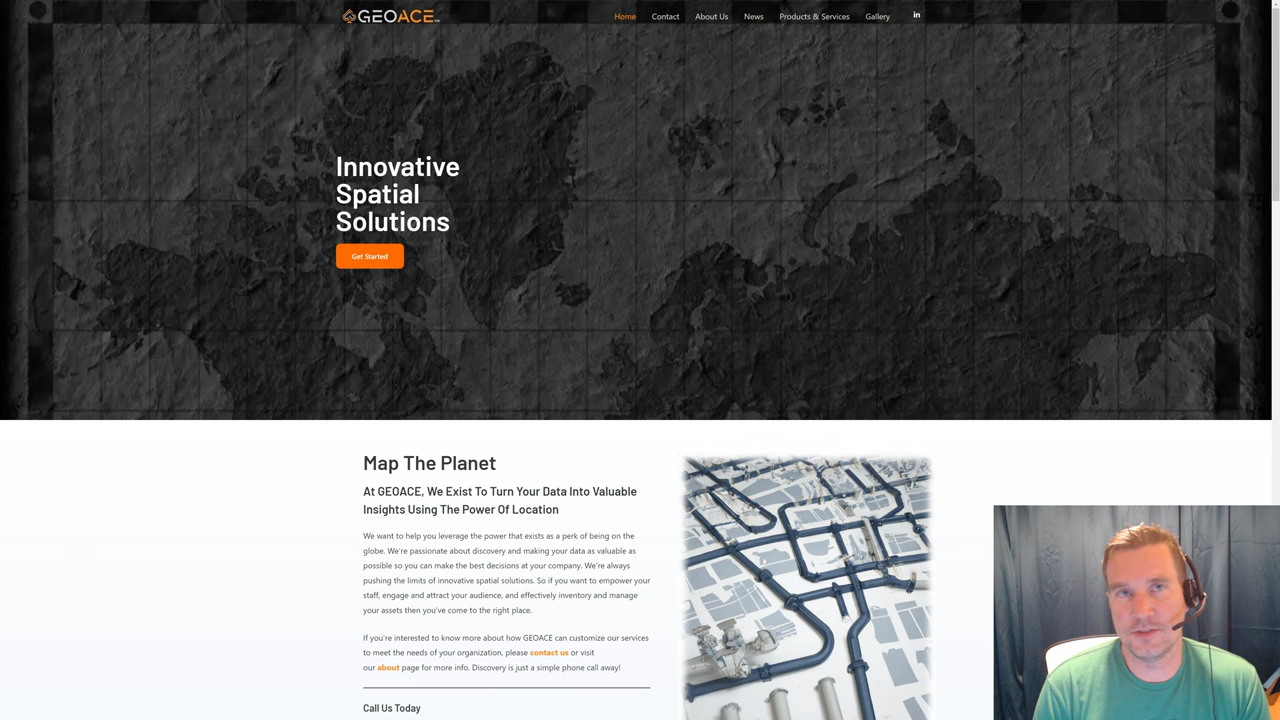 GEOACE
Home
Contact
About Us
News
Products & Services
Gallery
in
Innovative
Spatial
Solutions
Get Started
Map The Planet
At GEOACE, We Exist To Turn Your Data Into Valuable
Insights Using The Power Of Location
We want to help you leverage the power that exists as a perk of being on the
globe. We're passionate about discovery and making your data as valuable as
possible so you can make the best decisions at your company. We're always
pushing the limits of innovative spatial solutions. So if you want to empower your
staff, engage and attract your audience, and effectively inventory and manage
your assets then you've come to the right place.
If you're interested to know more about how GEOACE can customize our services
to meet the needs of your organization, please contact us or visit
our about page for more info. Discovery is just a simple phone call away!
Call Us Today